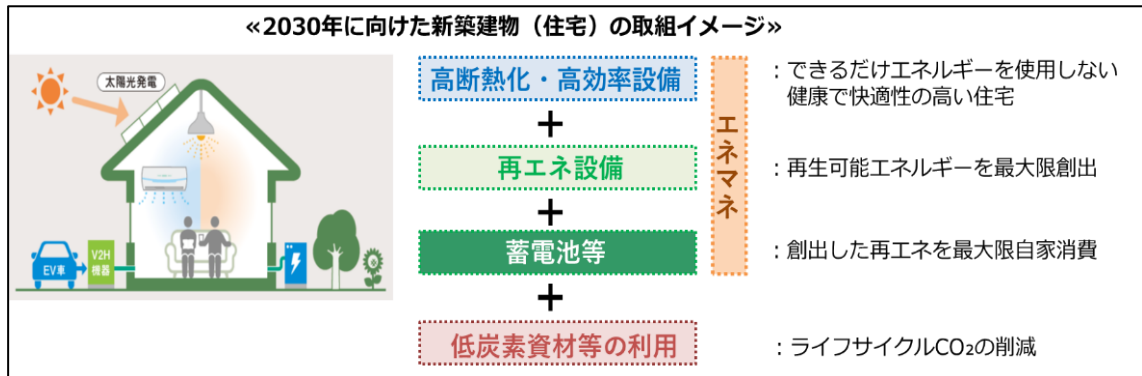 ≪2030年に向けた新築建物（住宅）の取組イメージ≫
太陽光発電
EV車
V2H
機器
高断熱化・高効率設備
+
再エネ設備
+
蓄電池等
+
低炭素資材等の利用
エネマネ
：できるだけエネルギーを使用しない
健康で快適性の高い住宅
：再生可能エネルギーを最大限創出
：創出した再エネを最大限自家消費
：ライフサイクルCO₂の削減